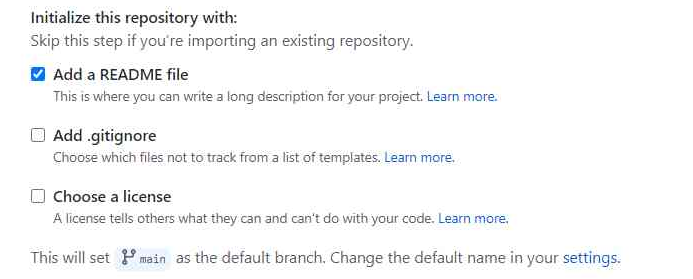 Initialize this repository with:
Skip this step if you're importing an existing repository.
Add a README file
This is where you can write a long description for your project. Learn more.
Add .gitignore
Choose which files not to track from a list of templates. Learn more.
Choose a license
A license tells others what they can and can't do with your code. Learn more.
This will set main as the default branch. Change the default name in your settings.